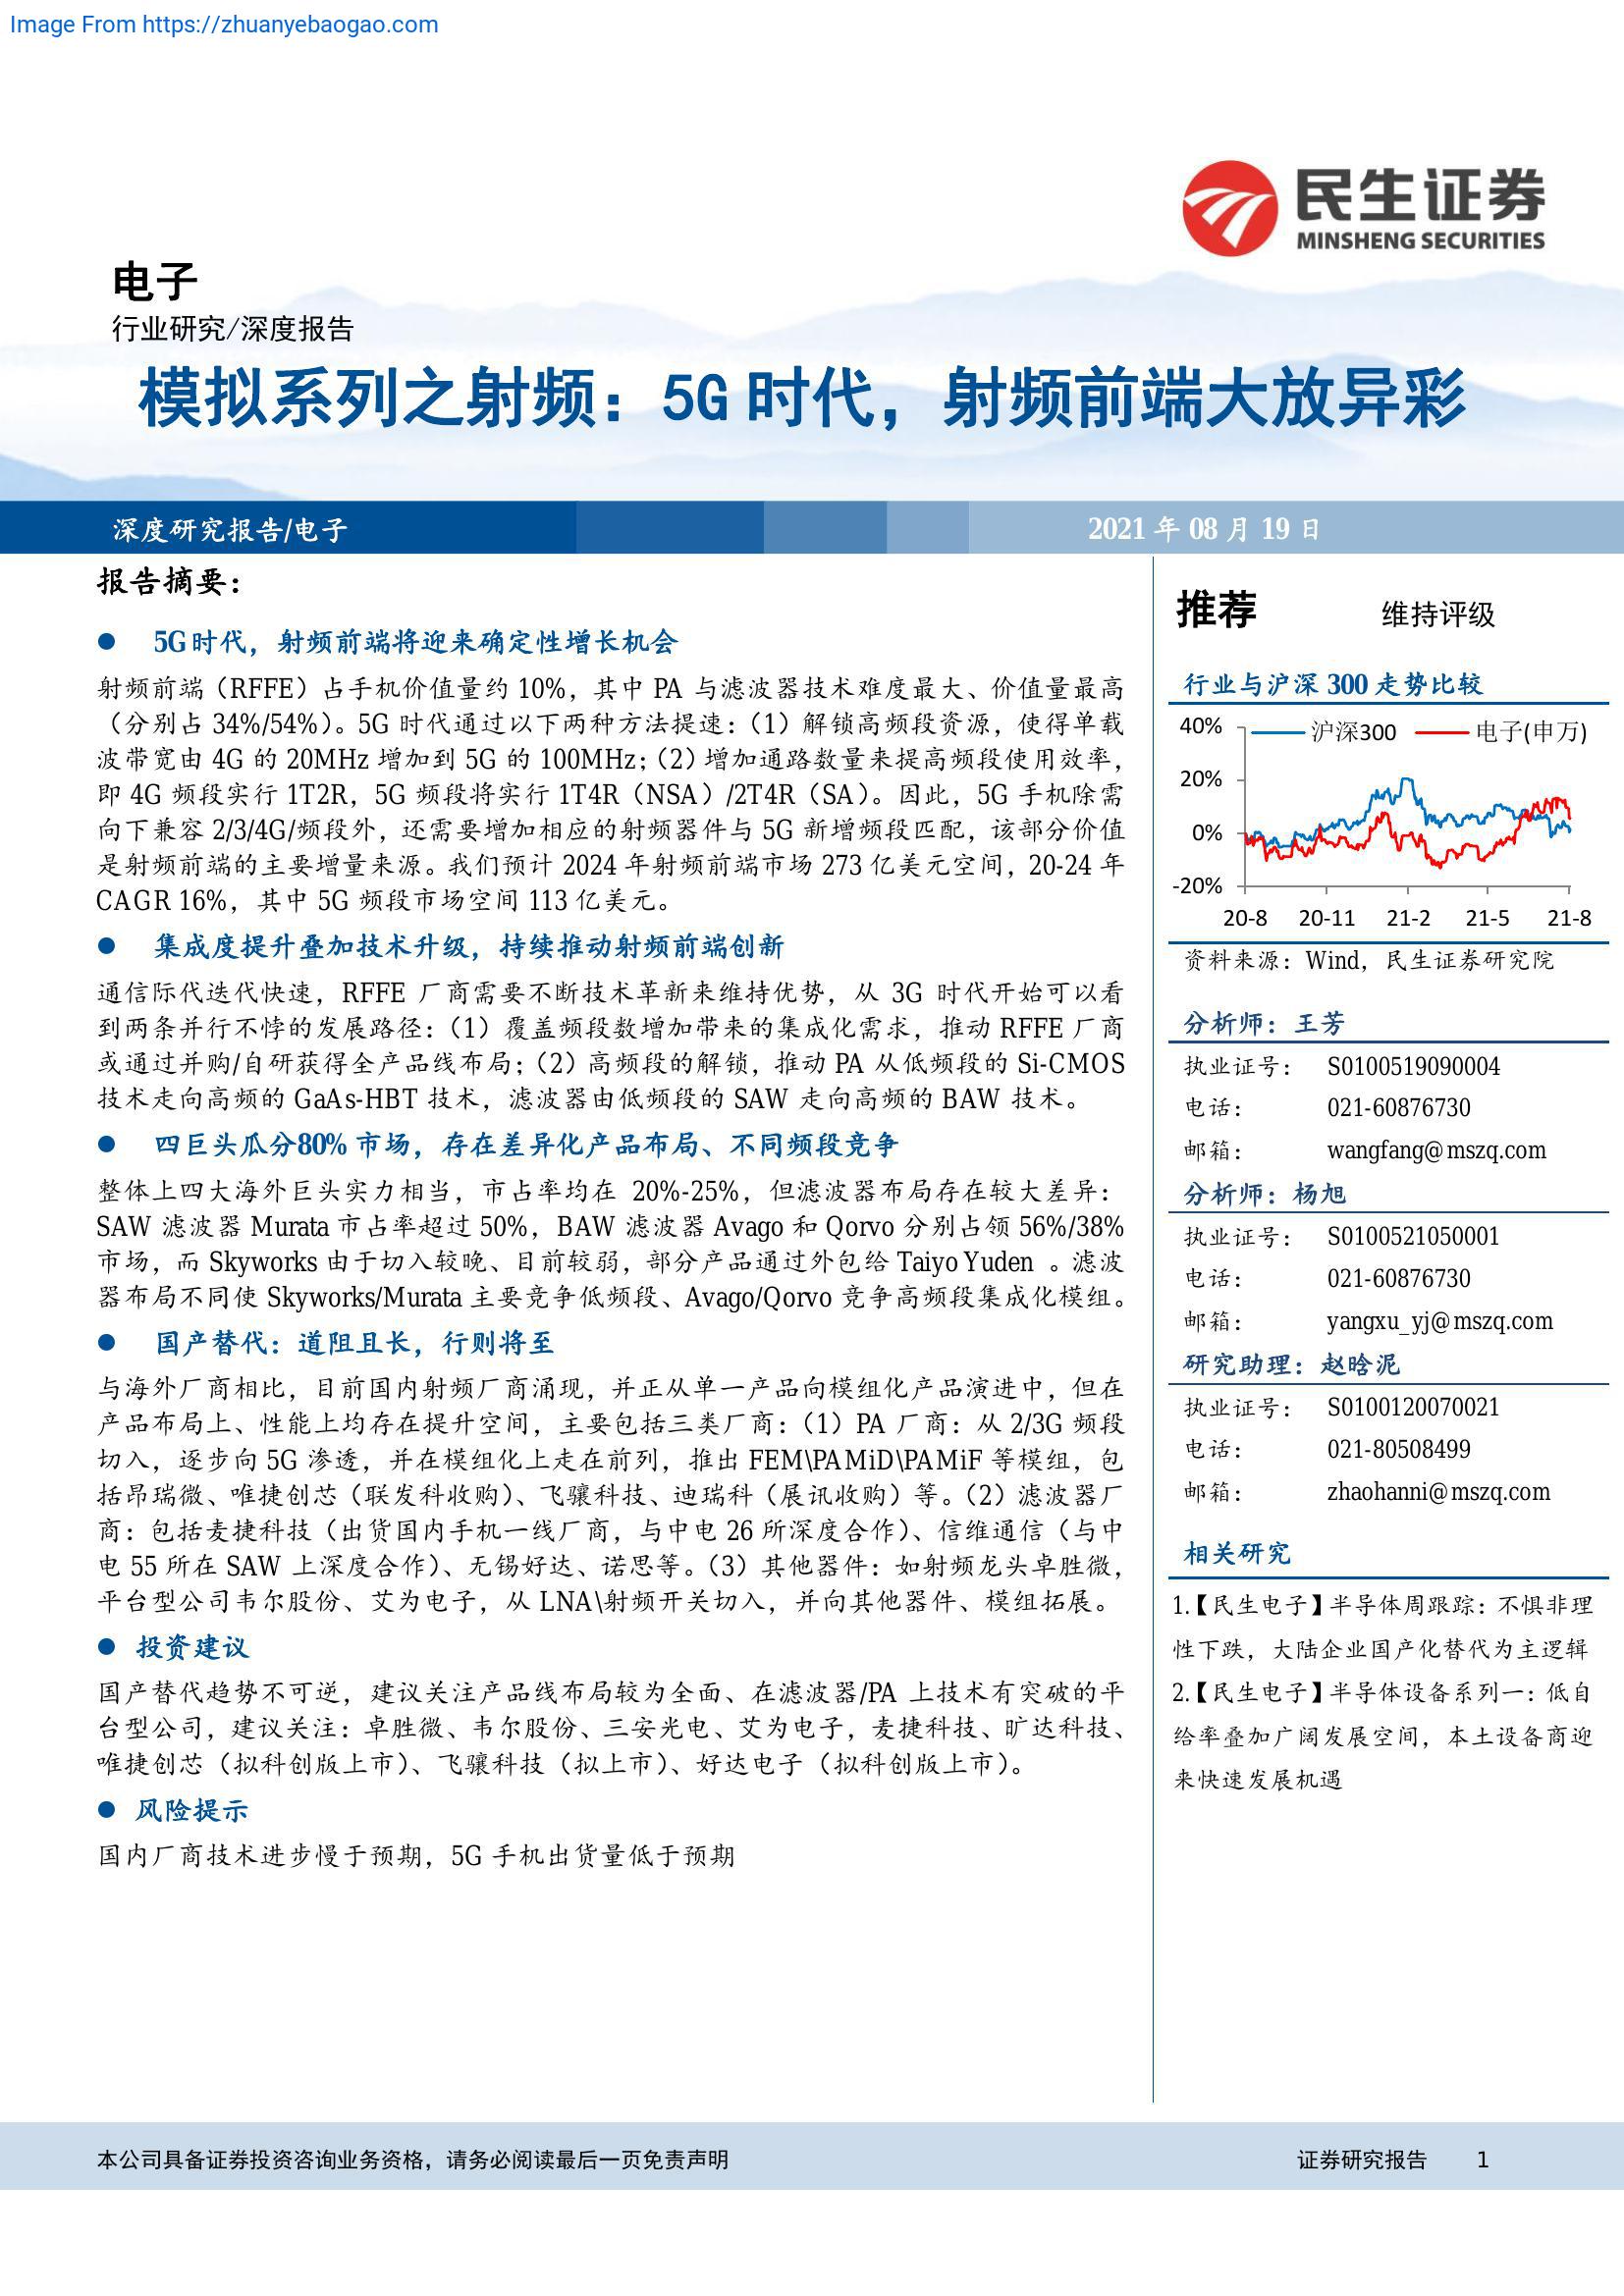 Image From https://zhuanyebaogao.com
民生证券
MINSHENG SECURITIES
电子
行业研究/深度报告
模拟系列之射频：5G 时代，射频前端大放异彩
深度研究报告/电子
2021 年 08 月 19 日
报告摘要：
● 5G时代，射频前端将迎来确定性增长机会
射频前端（RFFE）占手机价值量约 10%，其中 PA 与滤波器技术难度最大、价值量最高
（分别占 34%/54%）。5G 时代通过以下两种方法提速：（1）解锁高频段资源，使得单载
波带宽由 4G 的 20MHz 增加到 5G 的 100MHz；（2）增加通路数量来提高频段使用效率，
即 4G 频段实行 1T2R，5G 频段将实行 1T4R（NSA）/2T4R（SA）。因此，5G 手机除需
向下兼容 2/3/4G/频段外，还需要增加相应的射频器件与 5G 新增频段匹配，该部分价值
是射频前端的主要增量来源。我们预计 2024 年射频前端市场 273 亿美元空间，20-24 年
CAGR 16%，其中 5G 频段市场空间 113 亿美元。
● 集成度提升叠加技术升级，持续推动射频前端创新
通信际代迭代快速，RFFE 厂商需要不断技术革新来维持优势，从 3G 时代开始可以看
到两条并行不悖的发展路径：（1）覆盖频段数增加带来的集成化需求，推动 RFFE 厂商
或通过并购/自研获得全产品线布局；（2）高频段的解锁，推动 PA 从低频段的 Si-CMOS
技术走向高频的 GaAs-HBT 技术，滤波器由低频段的 SAW 走向高频的 BAW 技术。
● 四巨头瓜分80% 市场，存在差异化产品布局、不同频段竞争
整体上四大海外巨头实力相当，市占率均在 20%-25%，但滤波器布局存在较大差异：
SAW 滤波器 Murata 市占率超过 50%，BAW 滤波器 Avago 和 Qorvo 分别占领 56%/38%
市场，而 Skyworks 由于切入较晚、目前较弱，部分产品通过外包给 Taiyo Yuden 。滤波
器布局不同使 Skyworks/Murata 主要竞争低频段、Avago/Qorvo 竞争高频段集成化模组。
● 国产替代：道阻且长，行则将至
与海外厂商相比，目前国内射频厂商涌现，并正从单一产品向模组化产品演进中，但在
产品布局上、性能上均存在提升空间，主要包括三类厂商：（1）PA 厂商：从 2/3G 频段
切入，逐步向 5G 渗透，并在模组化上走在前列，推出 FEM\PAMiD\PAMiF 等模组，包
括昂瑞微、唯捷创芯（联发科收购）、飞骧科技、迪瑞科（展讯收购）等。（2）滤波器厂
商：包括麦捷科技（出货国内手机一线厂商，与中电 26 所深度合作）、信维通信（与中
电 55 所在 SAW 上深度合作）、无锡好达、诺思等。（3）其他器件：如射频龙头卓胜微，
平台型公司韦尔股份、艾为电子，从 LNA\射频开关切入，并向其他器件、模组拓展。
● 投资建议
国产替代趋势不可逆，建议关注产品线布局较为全面、在滤波器/PA 上技术有突破的平
台型公司，建议关注：卓胜微、韦尔股份、三安光电、艾为电子，麦捷科技、旷达科技、
唯捷创芯（拟科创版上市）、飞骧科技（拟上市）、好达电子（拟科创版上市）。
● 风险提示
国内厂商技术进步慢于预期，5G 手机出货量低于预期
推荐 维持评级
行业与沪深 300 走势比较
沪深300 电子(申万)
40%
20%
0%
-20%
20-8 20-11 21-2 21-5 21-8
资料来源：Wind，民生证券研究院
分析师：王芳
执业证号： S0100519090004
电话： 021-60876730
邮箱： wangfang@mszq.com
分析师：杨旭
执业证号： S0100521050001
电话： 021-60876730
邮箱： yangxu_yj@mszq.com
研究助理：赵晗泥
执业证号： S0100120070021
电话： 021-80508499
邮箱： zhaohanni@mszq.com
相关研究
1.【民生电子】半导体周跟踪：不惧非理
性下跌，大陆企业国产化替代为主逻辑
2.【民生电子】半导体设备系列一：低自
给率叠加广阔发展空间，本土设备商迎
来快速发展机遇
本公司具备证券投资咨询业务资格，请务必阅读最后一页免责声明
证券研究报告 1